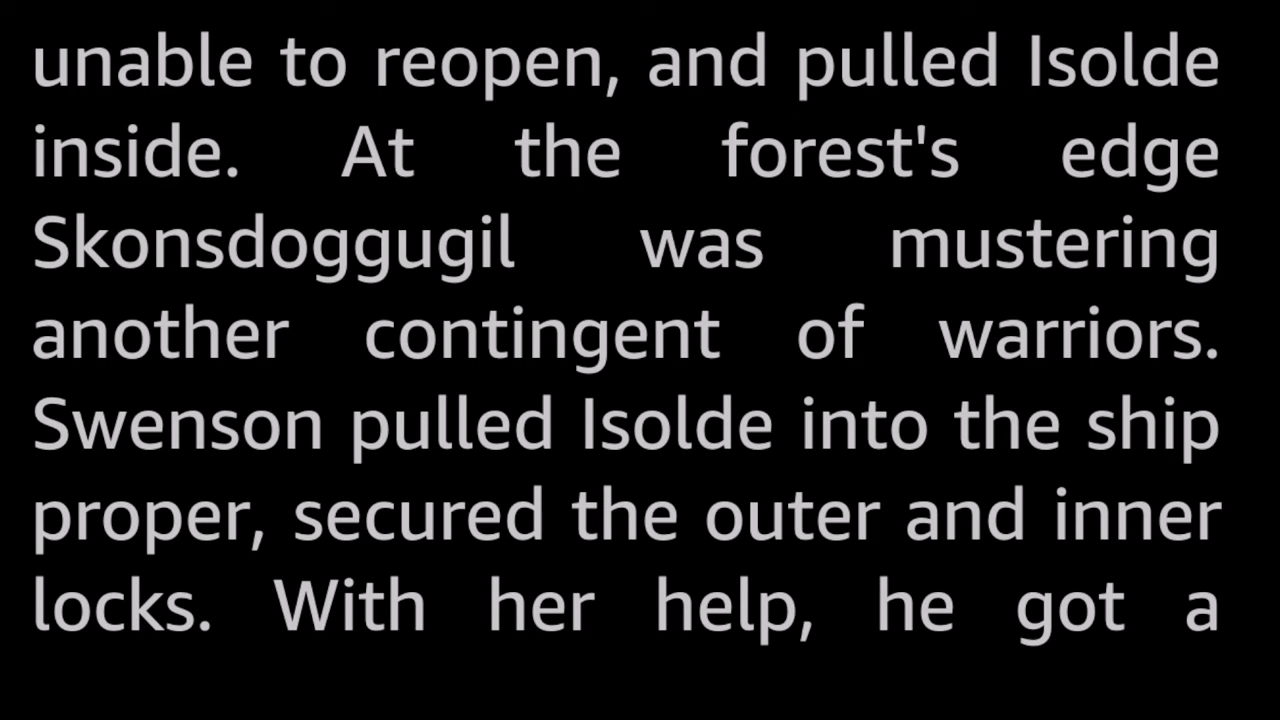 unable to reopen, and pulled Isolde
inside. At the forest's edge
Skonsdoggugil was mustering
another contingent of warriors.
Swenson pulled Isolde into the ship
proper, secured the outer and inner
locks. With her help, he got a